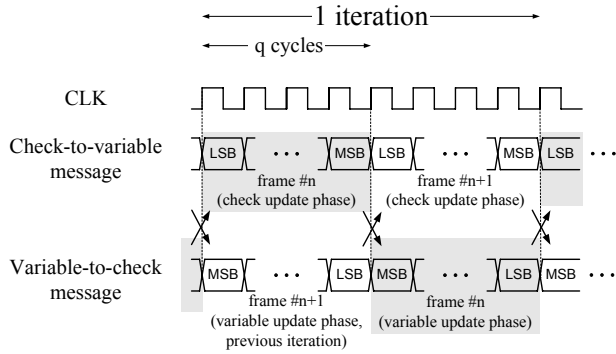 1 iteration
q cycles
CLK
Check-to-variable
message
LSB ... MSB LSB ... MSB LSB ...
frame #n
(check update phase)
frame #n+1
(check update phase)
Variable-to-check
message
MSB ... LSB MSB ... LSB MSB ...
frame #n+1
(variable update phase,
previous iteration)
frame #n
(variable update phase)